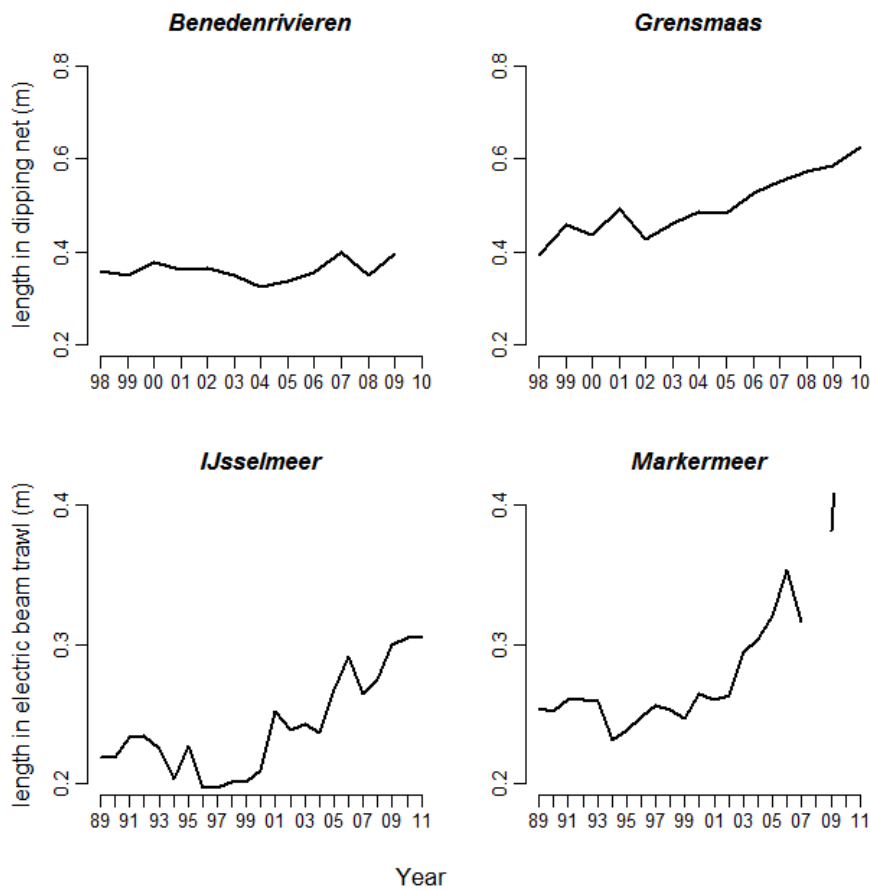 Benedenrivieren
Grensmaas
length in dipping net (m)
0.8
0.6
0.4
0.2
98 99 00 01 02 03 04 05 06 07 08 09 10
0.8
0.6
0.4
0.2
98 99 00 01 02 03 04 05 06 07 08 09 10
IJsselmeer
Markermeer
length in electric beam trawl (m)
0.4
0.3
0.2
89 91 93 95 97 99 01 03 05 07 09 11
0.4
0.3
0.2
89 91 93 95 97 99 01 03 05 07 09 11
Year